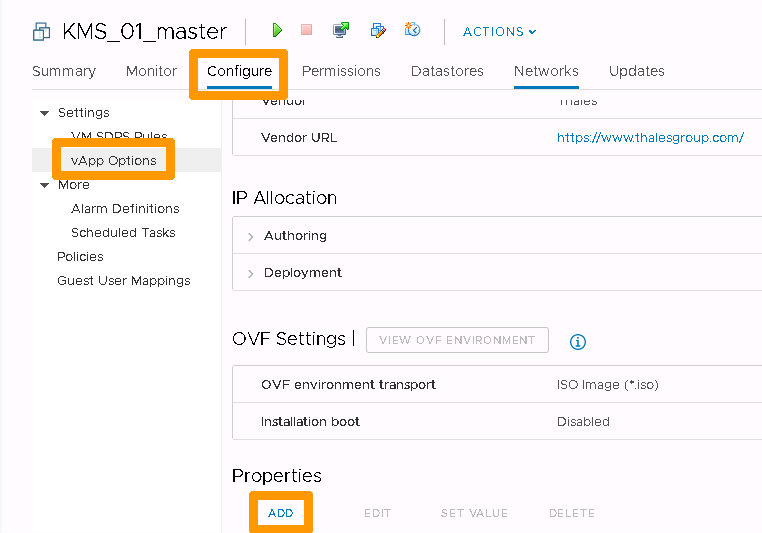 KMS_01_master
ACTIONS
Summary Monitor Configure Permissions Datastores Networks Updates
Settings
VM SDRS Rules
vApp Options
More
Alarm Definitions
Scheduled Tasks
Policies
Guest User Mappings
Vendor Thales
Vendor URL https://www.thalesgroup.com/
IP Allocation
Authoring
Deployment
OVF Settings | VIEW OVF ENVIRONMENT
OVF environment transport ISO Image (*.iso)
Installation boot Disabled
Properties
ADD EDIT SET VALUE DELETE